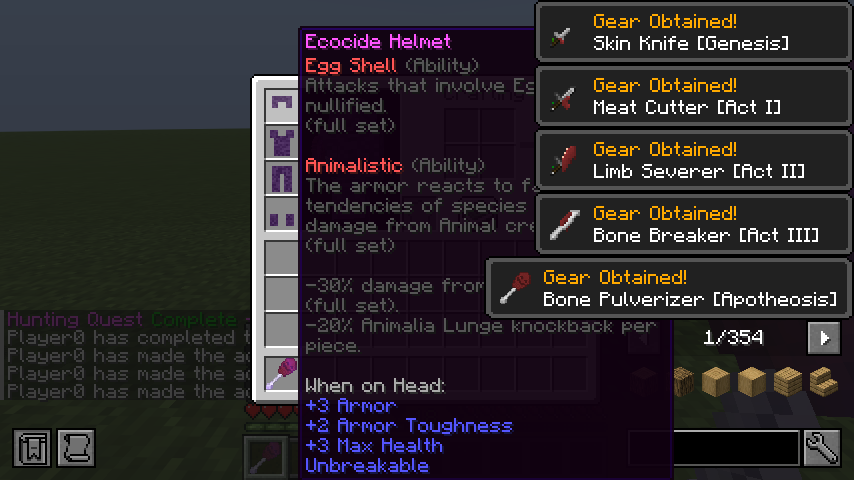 Ecocide Helmet
Egg Shell (Ability)
Attacks that involve
nullified.
(full set)
Animalistic (Ability)
The armor reacts to
tendencies of species
damage from Animal
(full set)
-30% damage from
(full set).
-20% Animalia Lunge knockback per
piece.
When on Head:
+3 Armor
+2 Armor Toughness
+3 Max Health
Unbreakable
Gear Obtained!
Skin Knife [Genesis]
Gear Obtained!
Meat Cutter [Act I]
Gear Obtained!
Limb Severer [Act II]
Gear Obtained!
Bone Breaker [Act III]
Gear Obtained!
Bone Pulverizer [Apotheosis]
1/354
Hunting Quest Complete -
Player0 has completed
Player0 has made the
Player0 has made the
Player0 has made the